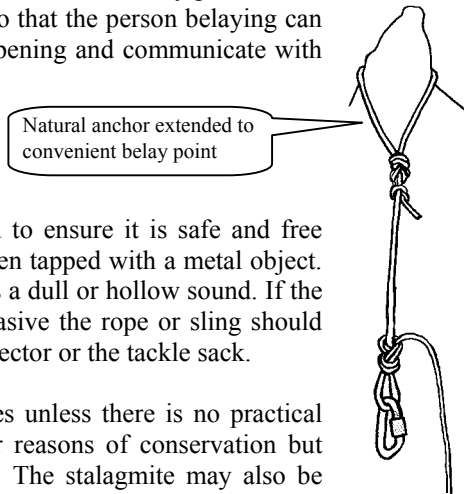 o that the person belaying can
pening and communicate with
Natural anchor extended to
convenient belay point
to ensure it is safe and free
en tapped with a metal object.
s a dull or hollow sound. If the
asive the rope or sling should
ector or the tackle sack.
es unless there is no practical
r reasons of conservation but
The stalagmite may also be